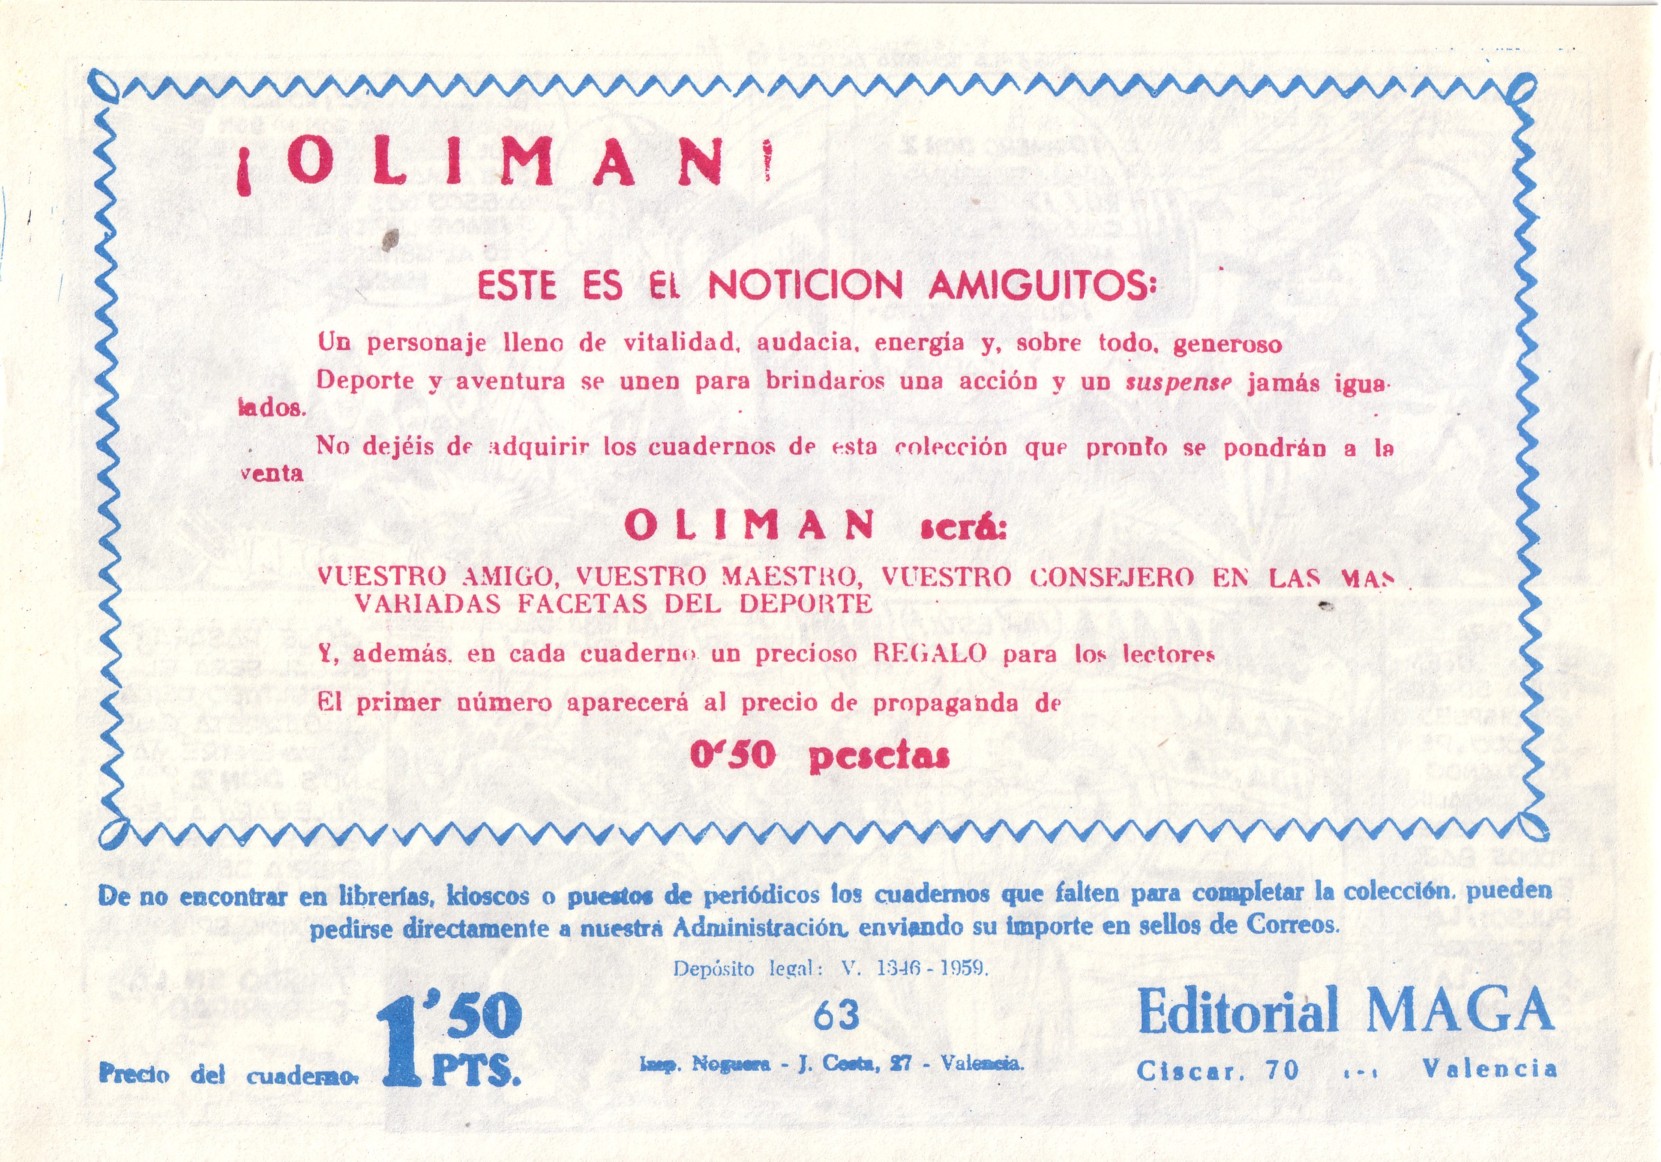 ¡OLIMAN!
ESTE ES EL NOTICION AMIGUITOS:
Un personaje lleno de vitalidad, audacia, energía y, sobre todo, generoso
Deporte y aventura se unen para brindaros una acción y un suspense jamás igua-
lados.
No dejéis de adquirir los cuadernos de esta colección que pronto se pondrán a la
venta
OLIMAN será:
VUESTRO AMIGO, VUESTRO MAESTRO, VUESTRO CONSEJERO EN LAS MAS
VARIADAS FACETAS DEL DEPORTE
Y, además, en cada cuaderno un precioso REGALO para los lectores
El primer número aparecerá al precio de propaganda de
0'50 pesetas
De no encontrar en librerías, kioscos o puestos de periódicos los cuadernos que falten para completar la colección, pueden
pedirse directamente a nuestra Administración, enviando su importe en sellos de Correos.
Depósito legal: V. 1346 - 1959.
Precio del cuaderno, 1'50 PTS.
63
Imp. Noguera - J. Costa, 27 - Valencia.
Editorial MAGA
Ciscar, 70 --- Valencia